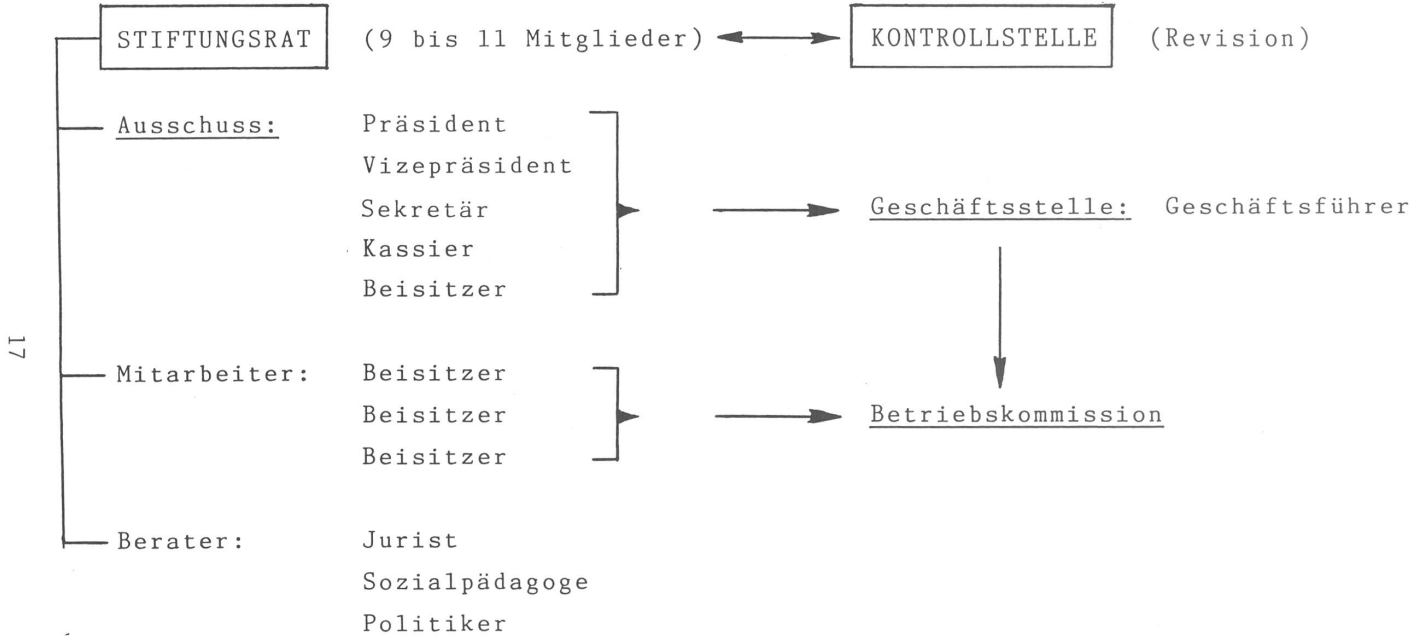 STIFTUNGSRAT (9 bis 11 Mitglieder) KONTROLLSTELLE (Revision)
Ausschuss: Präsident
Vizepräsident
Sekretär Geschäftsstelle: Geschäftsführer
Kassier
Beisitzer
17
Mitarbeiter: Beisitzer
Beisitzer Betriebskommission
Beisitzer
Berater: Jurist
Sozialpädagoge
Politiker